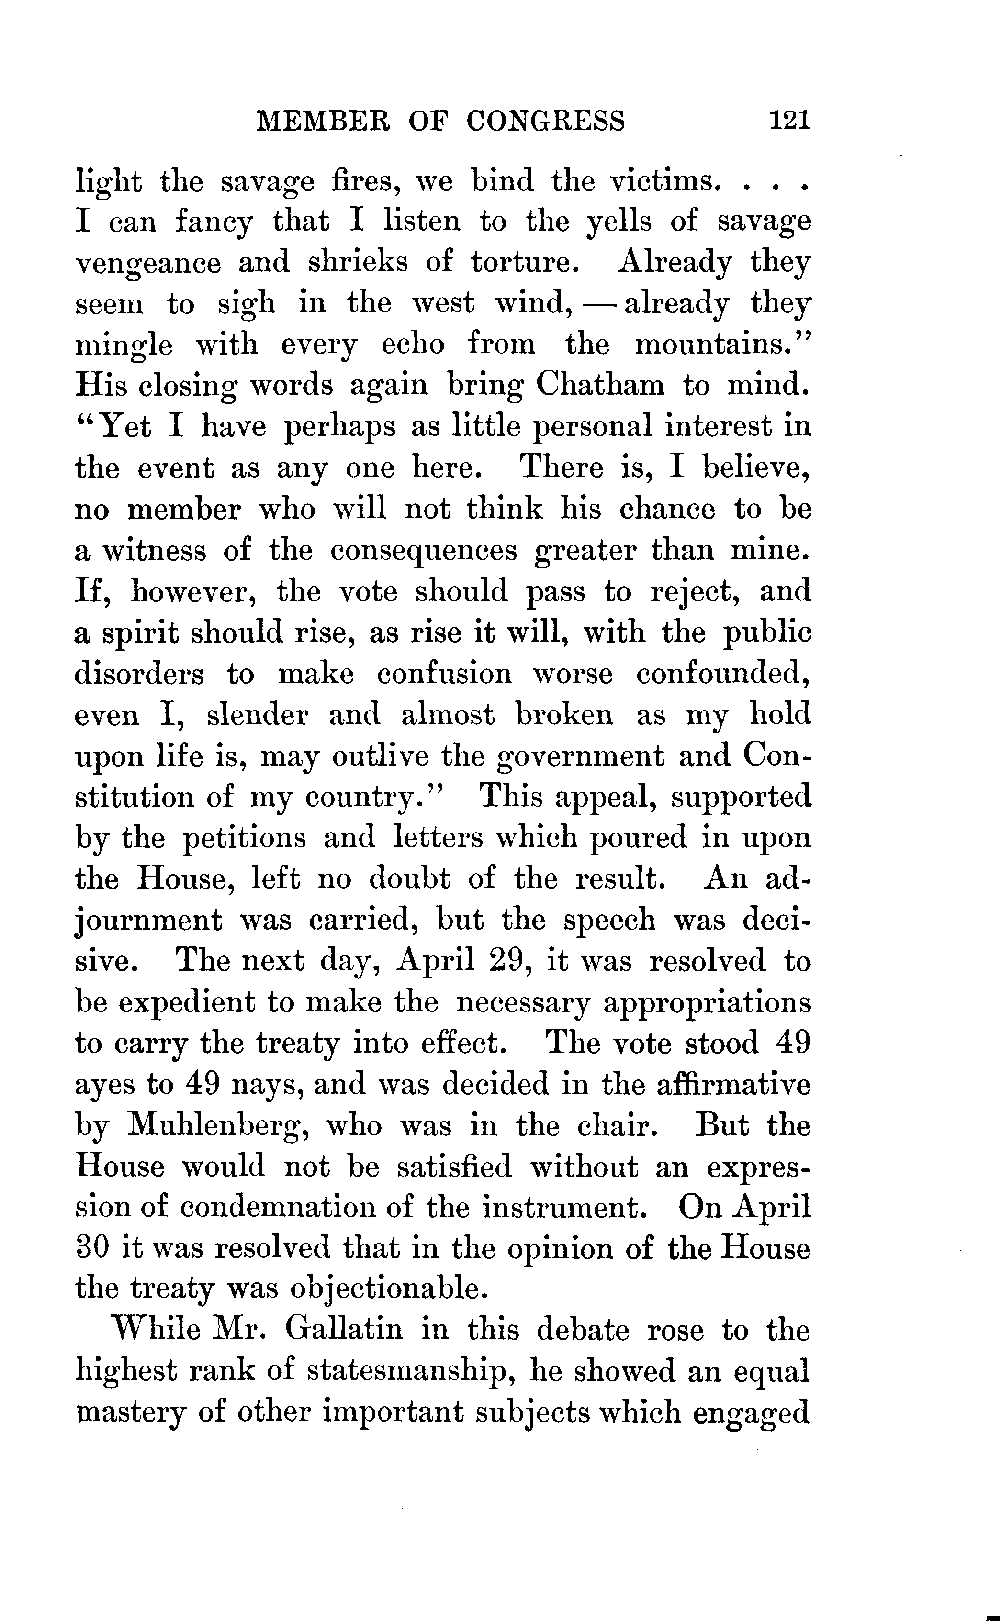 MEMBER OF CONGRESS 121
light the savage fires, we bind the victims. . . .
I can fancy that I listen to the yells of savage
vengeance and shrieks of torture. Already they
seem to sigh in the west wind, — already they
mingle with every echo from the mountains."
His closing words again bring Chatham to mind.
"Yet I have perhaps as little personal interest in
the event as any one here. There is, I believe,
no member who will not think his chance to be
a witness of the consequences greater than mine.
If, however, the vote should pass to reject, and
a spirit should rise, as rise it will, with the public
disorders to make confusion worse confounded,
even I, slender and almost broken as my hold
upon life is, may outlive the government and Con-
stitution of my country." This appeal, supported
by the petitions and letters which poured in upon
the House, left no doubt of the result. An ad-
journment was carried, but the speech was deci-
sive. The next day, April 29, it was resolved to
be expedient to make the necessary appropriations
to carry the treaty into effect. The vote stood 49
ayes to 49 nays, and was decided in the affirmative
by Muhlenberg, who was in the chair. But the
House would not be satisfied without an expres-
sion of condemnation of the instrument. On April
30 it was resolved that in the opinion of the House
the treaty was objectionable.
While Mr. Gallatin in this debate rose to the
highest rank of statesmanship, he showed an equal
mastery of other important subjects which engaged